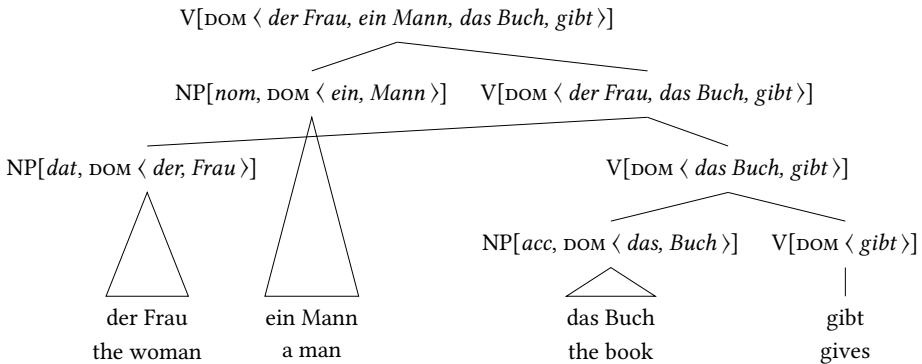 V[DOM ⟨ der Frau, ein Mann, das Buch, gibt ⟩]
NP[nom, DOM ⟨ ein, Mann ⟩] V[DOM ⟨ der Frau, das Buch, gibt ⟩]
NP[dat, DOM ⟨ der, Frau ⟩] V[DOM ⟨ das Buch, gibt ⟩]
NP[acc, DOM ⟨ das, Buch ⟩] V[DOM ⟨ gibt ⟩]
der Frau ein Mann das Buch gibt
the woman a man the book gives